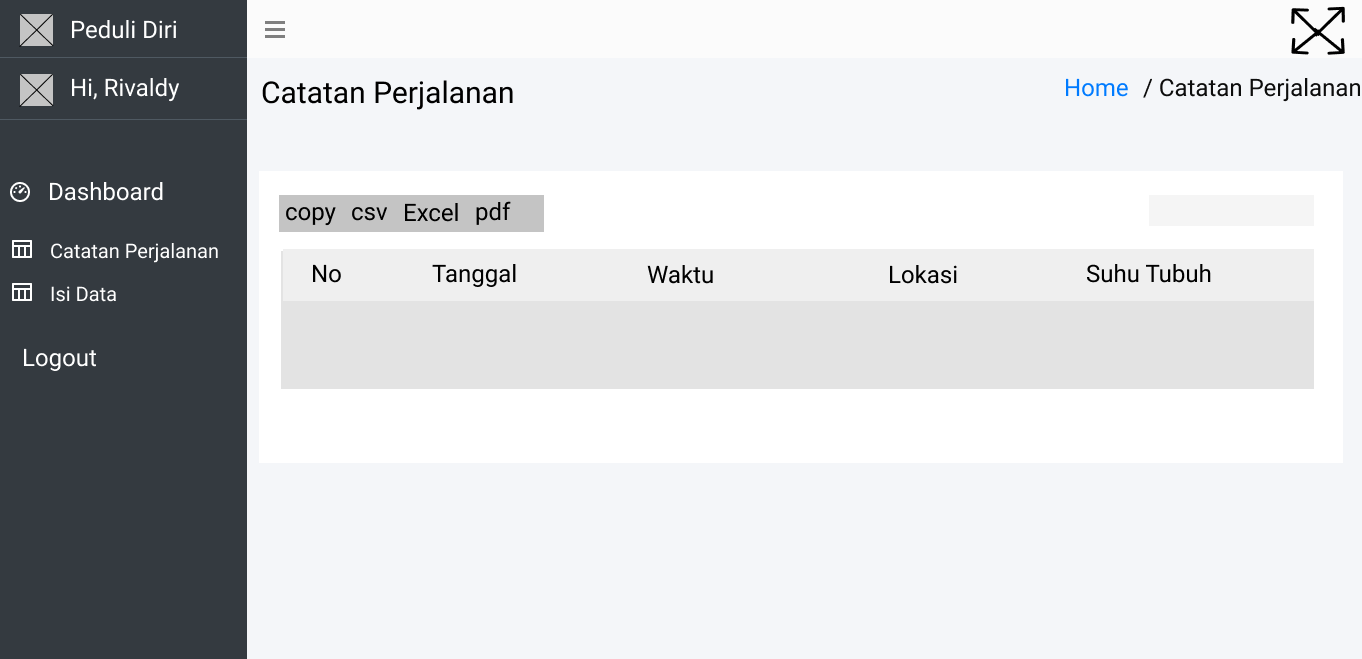 Peduli Diri
Hi, Rivaldy
Dashboard
Catatan Perjalanan
Isi Data
Logout
Catatan Perjalanan
Home / Catatan Perjalanan
copy csv Excel pdf
No Tanggal Waktu Lokasi Suhu Tubuh